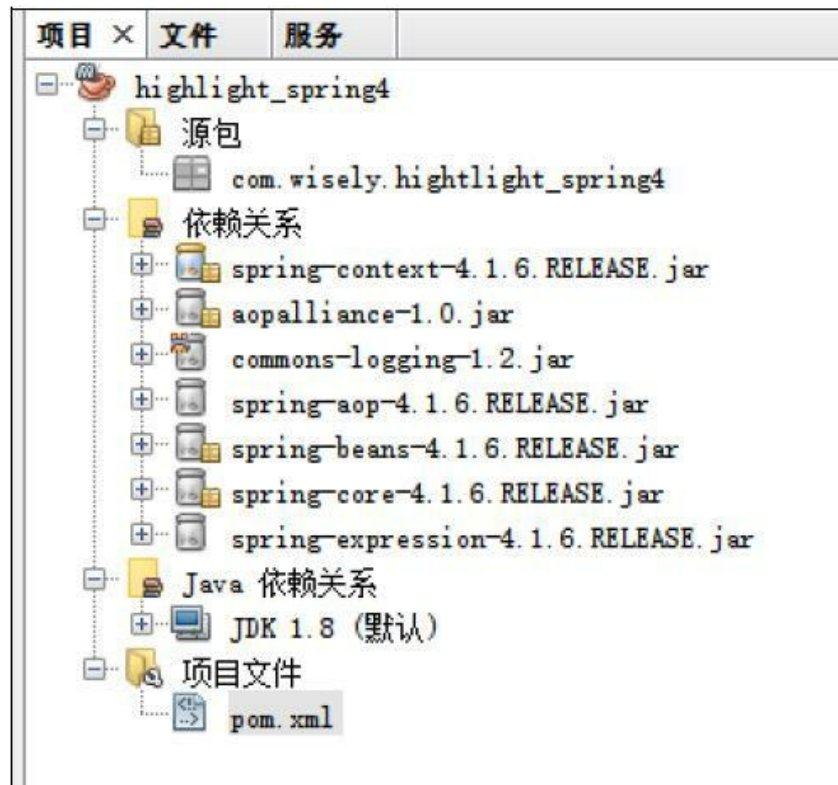 项目 × 文件 服务
highlight_spring4
源包
com.wisely.hightlight_spring4
依赖关系
spring-context-4.1.6.RELEASE.jar
aopalliance-1.0.jar
commons-logging-1.2.jar
spring-aop-4.1.6.RELEASE.jar
spring-beans-4.1.6.RELEASE.jar
spring-core-4.1.6.RELEASE.jar
spring-expression-4.1.6.RELEASE.jar
Java 依赖关系
JDK 1.8 (默认)
项目文件
pom.xml